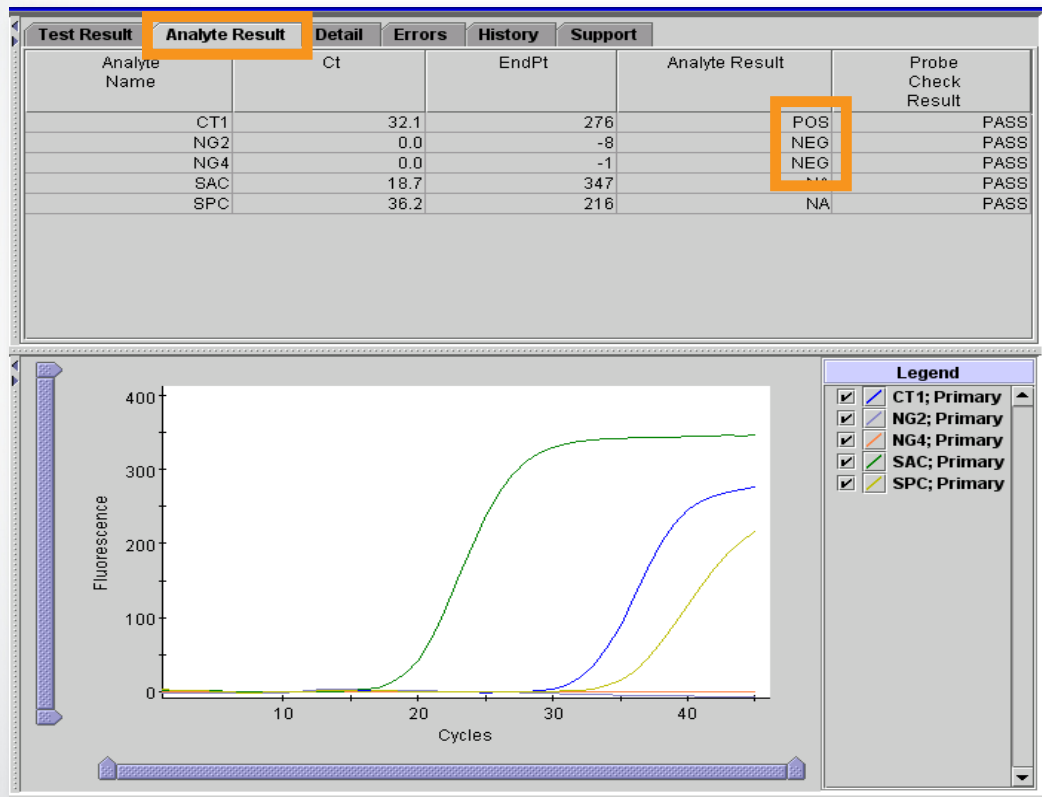 Test Result Analyte Result Detail Errors History Support
Analyte Name Ct EndPt Analyte Result Probe Check Result
CT1 32.1 276 POS PASS
NG2 0.0 -8 NEG PASS
NG4 0.0 -1 NEG PASS
SAC 18.7 347 NA PASS
SPC 36.2 216 NA PASS
Legend
CT1; Primary
NG2; Primary
NG4; Primary
SAC; Primary
SPC; Primary
400
300
200
100
0
Fluorescence
10 20 30 40
Cycles